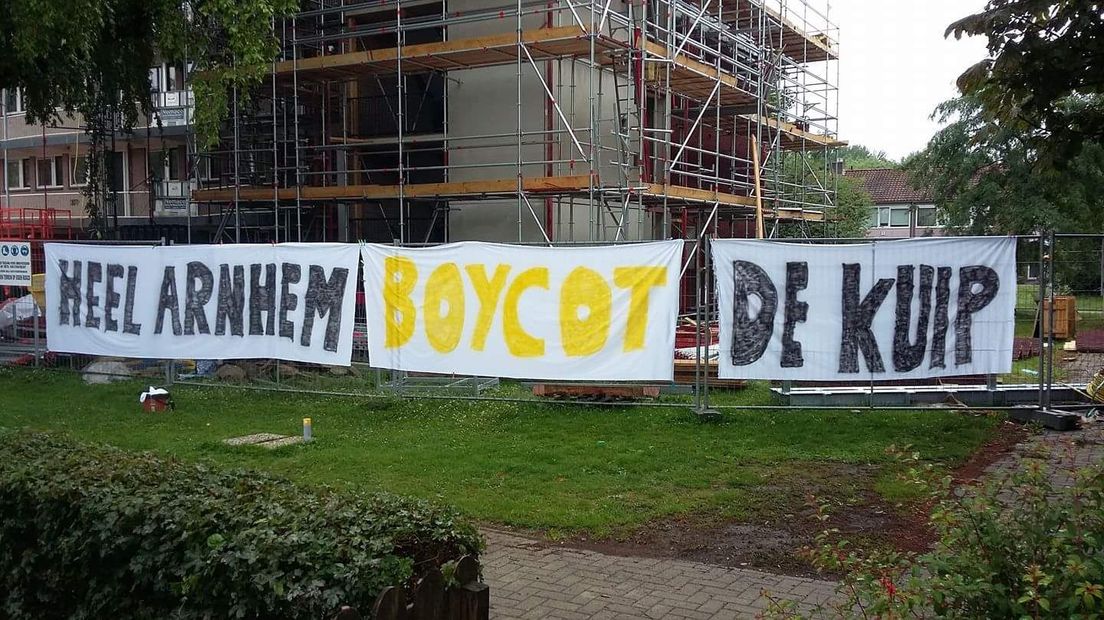 HEEL ARNHEM BOYCOT DE KUIP